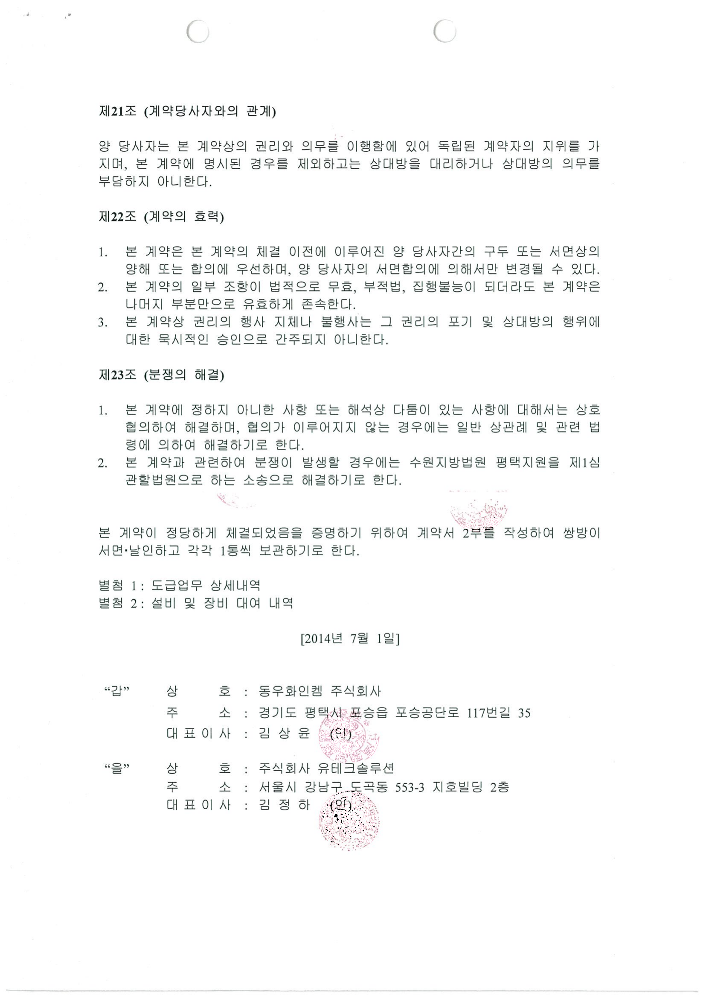 제21조 (계약당사자와의 관계)
양 당사자는 본 계약상의 권리와 의무를 이행함에 있어 독립된 계약자의 지위를 가
지며, 본 계약에 명시된 경우를 제외하고는 상대방을 대리하거나 상대방의 의무를
부담하지 아니한다.
제22조 (계약의 효력)
1. 본 계약은 본 계약의 체결 이전에 이루어진 양 당사자간의 구두 또는 서면상의
양해 또는 합의에 우선하며, 양 당사자의 서면합의에 의해서만 변경될 수 있다.
2. 본 계약의 일부 조항이 법적으로 무효, 부적법, 집행불능이 되더라도 본 계약은
나머지 부분만으로 유효하게 존속한다.
3. 본 계약상 권리의 행사 지체나 불행사는 그 권리의 포기 및 상대방의 행위에
대한 묵시적인 승인으로 간주되지 아니한다.
제23조 (분쟁의 해결)
1. 본 계약에 정하지 아니한 사항 또는 해석상 다툼이 있는 사항에 대해서는 상호
협의하여 해결하며, 협의가 이루어지지 않는 경우에는 일반 상관례 및 관련 법
령에 의하여 해결하기로 한다.
2. 본 계약과 관련하여 분쟁이 발생할 경우에는 수원지방법원 평택지원을 제1심
관할법원으로 하는 소송으로 해결하기로 한다.
본 계약이 정당하게 체결되었음을 증명하기 위하여 계약서 2부를 작성하여 쌍방이
서면·날인하고 각각 1통씩 보관하기로 한다.
별첨 1: 도급업무 상세내역
별첨 2: 설비 및 장비 대여 내역
[2014년 7월 1일]
“갑” 상 호 : 동우화인켐 주식회사
주 소 : 경기도 평택시 포승읍 포승공단로 117번길 35
대 표 이 사 : 김 상 윤 (인)
“을” 상 호 : 주식회사 유테크솔루션
주 소 : 서울시 강남구 도곡동 553-3 지호빌딩 2층
대 표 이 사 : 김 정 하 (인)